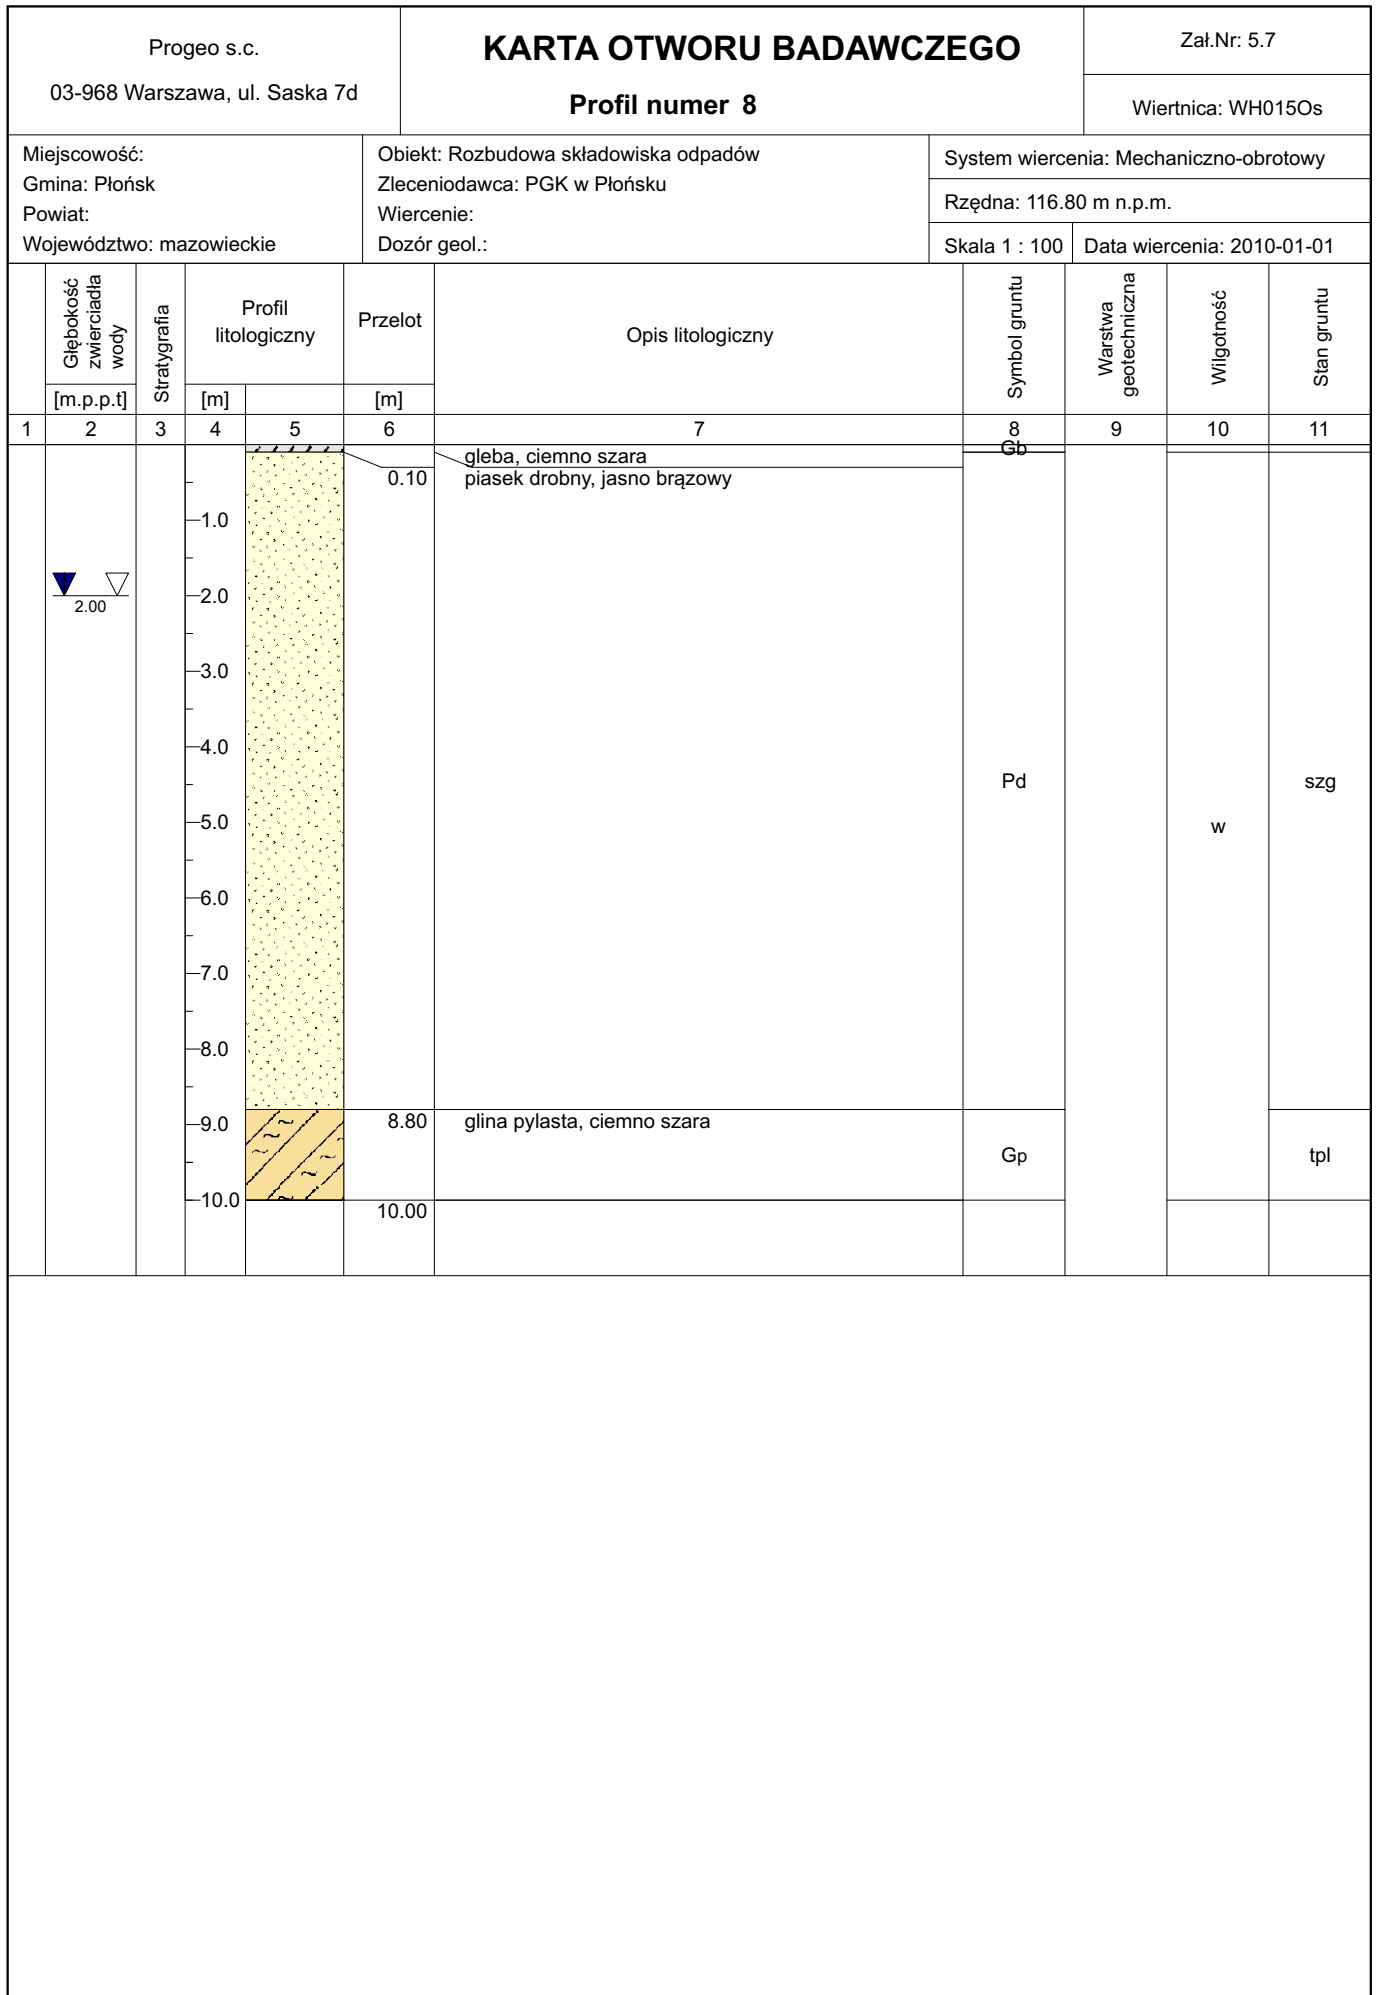 Progeo s.c.
03-968 Warszawa, ul. Saska 7d
KARTA OTWORU BADAWCZEGO
Profil numer 8
Zał.Nr: 5.7
Wiertnica: WH015Os
Miejscowość:
Gmina: Płońsk
Powiat:
Województwo: mazowieckie
Obiekt: Rozbudowa składowiska odpadów
Zleceniodawca: PGK w Płońsku
Wiercenie:
Dozór geol.:
System wiercenia: Mechaniczno-obrotowy
Rzędna: 116.80 m n.p.m.
Skala 1 : 100
Data wiercenia: 2010-01-01
Głębokość
zwierciadła
wody
[m.p.p.t]
Stratygrafia
Profil
litologiczny
[m]
Przelot
[m]
Opis litologiczny
Symbol gruntu
Warstwa
geotechniczna
Wilgotność
Stan gruntu
1 2 3 4 5 6 7 8 9 10 11
Gb
gleba, ciemno szara
0.10 piasek drobny, jasno brązowy
1.0
2.0
2.00
3.0
4.0
Pd szg
5.0
w
6.0
7.0
8.0
9.0 8.80 glina pylasta, ciemno szara
Gp tpl
10.0
10.00